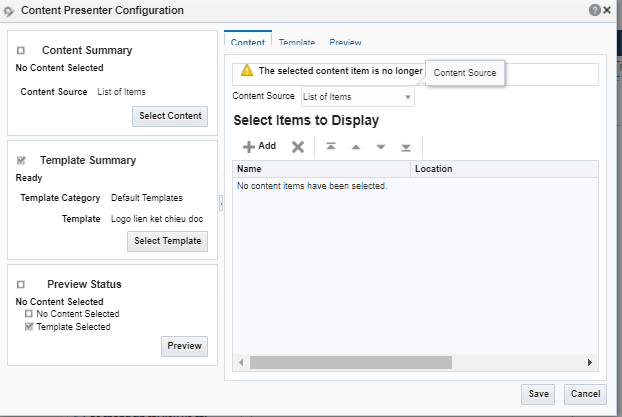 Content Presenter Configuration
Content Summary
No Content Selected
Content Source List of Items
Select Content
Template Summary
Ready
Template Category Default Templates
Template Logo lien ket chieu doc
Select Template
Preview Status
No Content Selected
No Content Selected
Template Selected
Preview
Content Template Preview
The selected content item is no longer
Content Source
Content Source List of Items
Select Items to Display
Add
Name Location
No content items have been selected.
Save Cancel